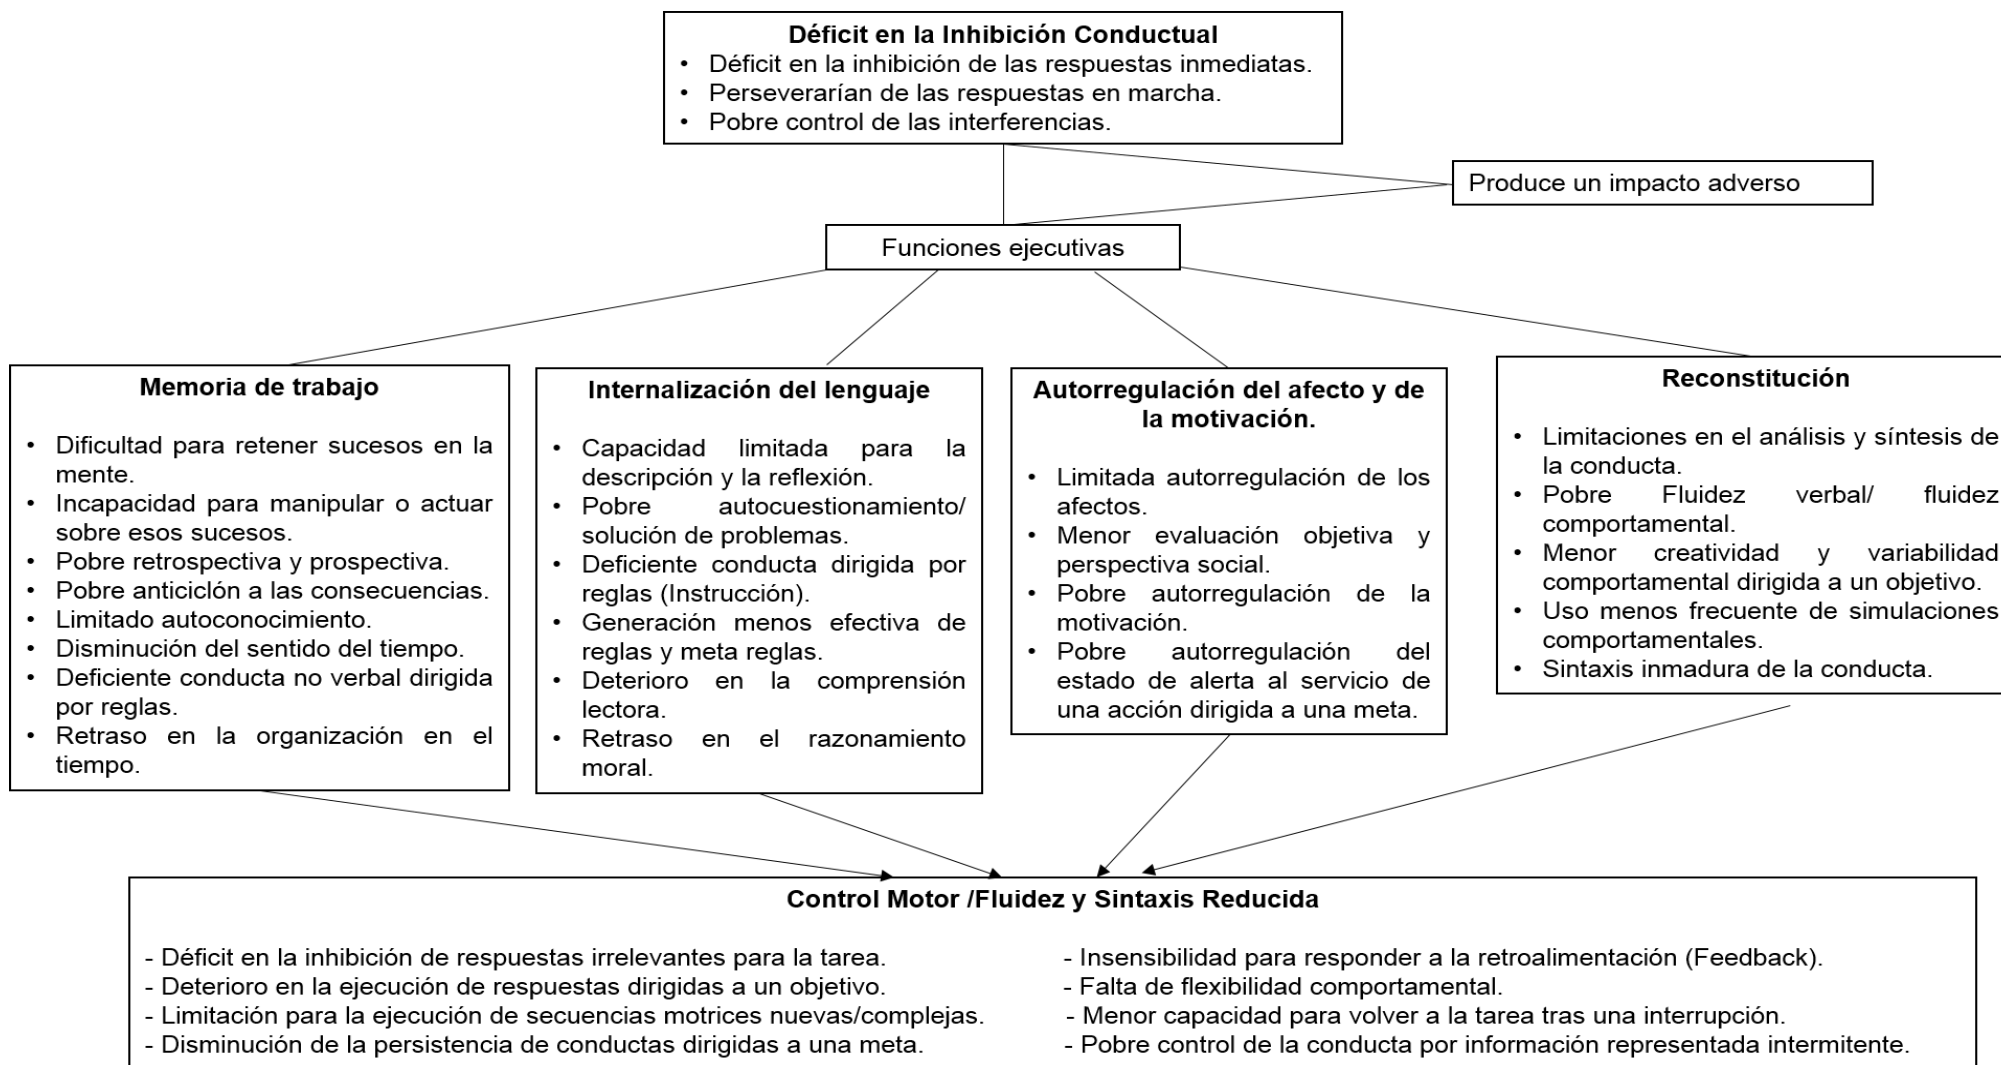 Déficit en la Inhibición Conductual
• Déficit en la inhibición de las respuestas inmediatas.
• Perseverarían de las respuestas en marcha.
• Pobre control de las interferencias.
Produce un impacto adverso
Funciones ejecutivas
Memoria de trabajo
• Dificultad para retener sucesos en la
mente.
• Incapacidad para manipular o actuar
sobre esos sucesos.
• Pobre retrospectiva y prospectiva.
• Pobre anticiclón a las consecuencias.
• Limitado autoconocimiento.
• Disminución del sentido del tiempo.
• Deficiente conducta no verbal dirigida
por reglas.
• Retraso en la organización en el
tiempo.
Internalización del lenguaje
• Capacidad limitada para la
descripción y la reflexión.
• Pobre autocuestionamiento/
solución de problemas.
• Deficiente conducta dirigida por
reglas (Instrucción).
• Generación menos efectiva de
reglas y meta reglas.
• Deterioro en la comprensión
lectora.
• Retraso en el razonamiento
moral.
Autorregulación del afecto y de
la motivación.
• Limitada autorregulación de los
afectos.
• Menor evaluación objetiva y
perspectiva social.
• Pobre autorregulación de la
motivación.
• Pobre autorregulación del
estado de alerta al servicio de
una acción dirigida a una meta.
Reconstitución
• Limitaciones en el análisis y síntesis de
la conducta.
• Pobre Fluidez verbal/ fluidez
comportamental.
• Menor creatividad y variabilidad
comportamental dirigida a un objetivo.
• Uso menos frecuente de simulaciones
comportamentales.
• Sintaxis inmadura de la conducta.
Control Motor /Fluidez y Sintaxis Reducida
- Déficit en la inhibición de respuestas irrelevantes para la tarea.
- Deterioro en la ejecución de respuestas dirigidas a un objetivo.
- Limitación para la ejecución de secuencias motrices nuevas/complejas.
- Disminución de la persistencia de conductas dirigidas a una meta.
- Insensibilidad para responder a la retroalimentación (Feedback).
- Falta de flexibilidad comportamental.
- Menor capacidad para volver a la tarea tras una interrupción.
- Pobre control de la conducta por información representada intermitente.